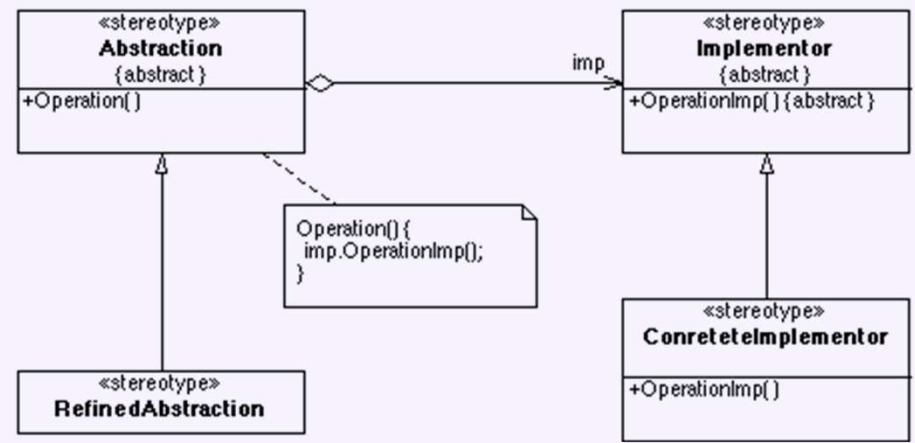 «stereotype»
Abstraction
{abstract}
+Operation()
imp
«stereotype»
Implementor
{abstract}
+OperationImp(){abstract}
Operation() {
imp.OperationImp();
}
«stereotype»
ConreteteImplementor
+OperationImp()
«stereotype»
RefinedAbstraction